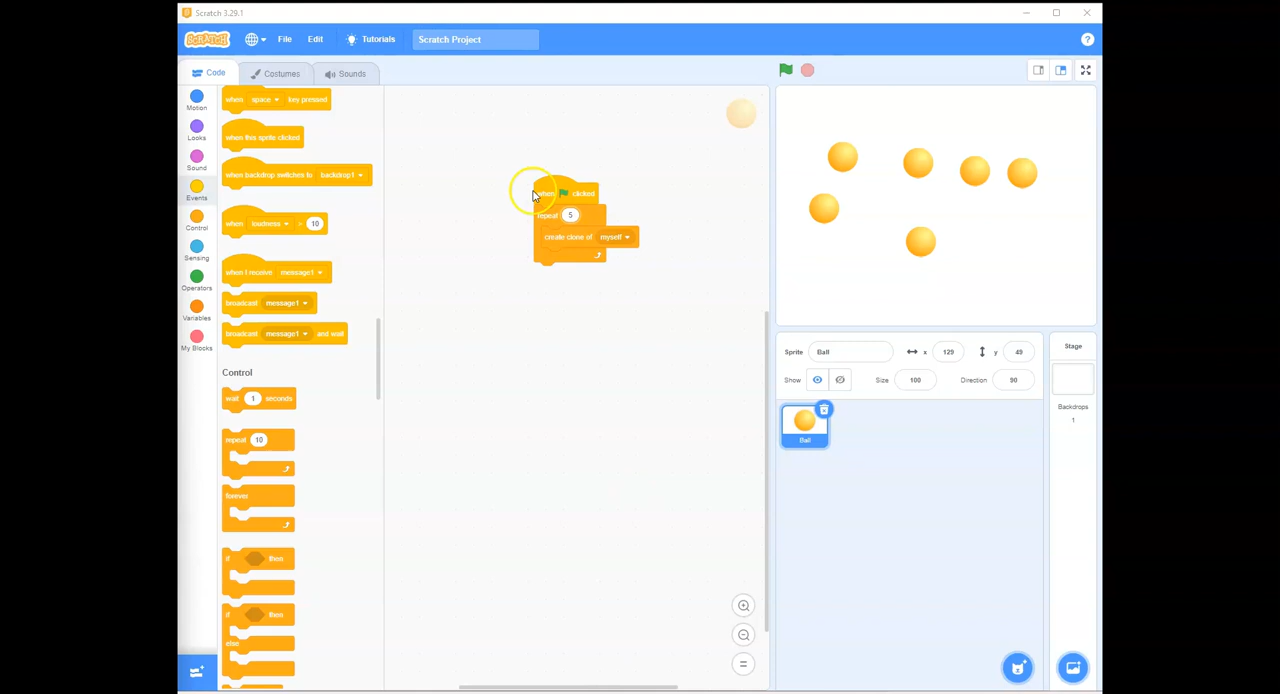 Scratch 3.29.1
SCRATCH
File
Edit
Tutorials
Scratch Project
?
Code
Costumes
Sounds
Motion
Looks
Sound
Events
Control
Sensing
Operators
Variables
My Blocks
when space key pressed
when this sprite clicked
when backdrop switches to backdrop1
when loudness > 10
when I receive message1
broadcast message1
broadcast message1 and wait
Control
wait 1 seconds
repeat 10
forever
if then
if then
else
when clicked
repeat 5
create clone of myself
Sprite Ball x 129 y 49
Show Size 100 Direction 90
Ball
Stage
Backdrops
1